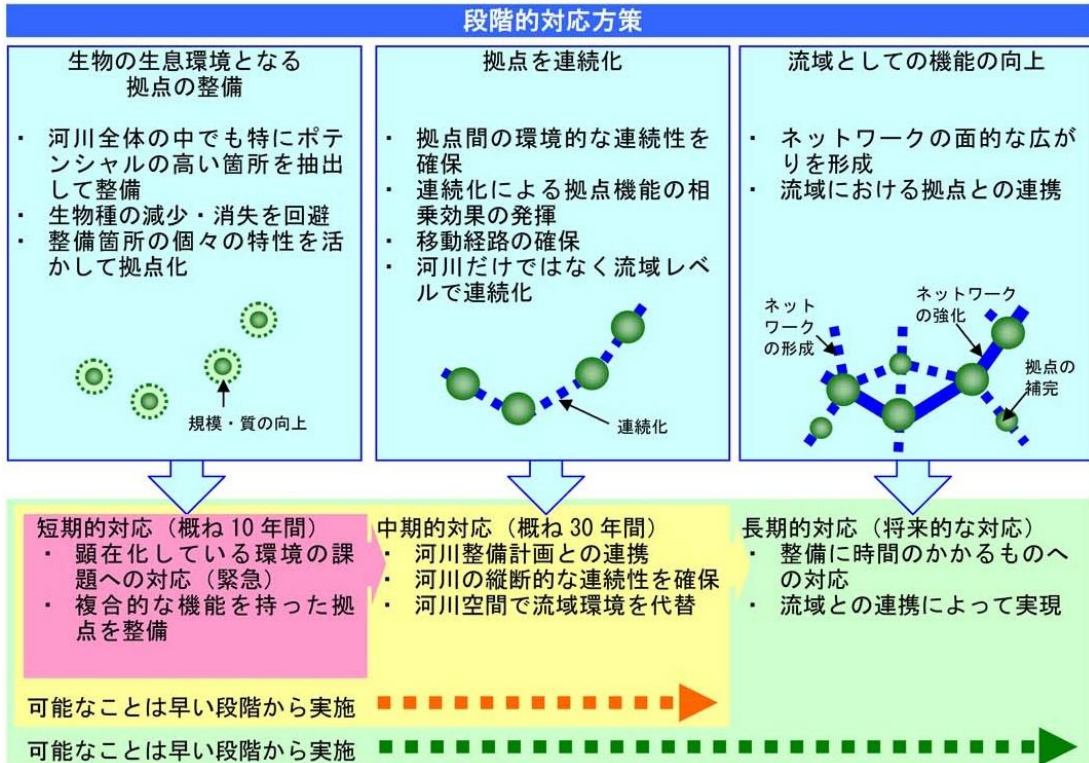 段階的対応方策
生物の生息環境となる
拠点の整備
・ 河川全体の中でも特にポテ
ンシャルの高い箇所を抽出
して整備
・ 生物種の減少・消失を回避
・ 整備箇所の個々の特性を活
かして拠点化
規模・質の向上
拠点を連続化
・ 拠点間の環境的な連続性を
確保
・ 連続化による拠点機能の相
乗効果の発揮
・ 移動経路の確保
・ 河川だけではなく流域レベ
ルで連続化
連続化
流域としての機能の向上
・ ネットワークの面的な広が
りを形成
・ 流域における拠点との連携
ネット
ワーク
の形成
ネットワーク
の強化
拠点の
補完
短期的対応（概ね 10 年間）
・ 顕在化している環境の課
題への対応（緊急）
・ 複合的な機能を持った拠
点を整備
中期的対応（概ね 30 年間）
・ 河川整備計画との連携
・ 河川の縦断的な連続性を確保
・ 河川空間で流域環境を代替
長期的対応（将来的な対応）
・ 整備に時間のかかるものへ
の対応
・ 流域との連携によって実現
可能なことは早い段階から実施
可能なことは早い段階から実施